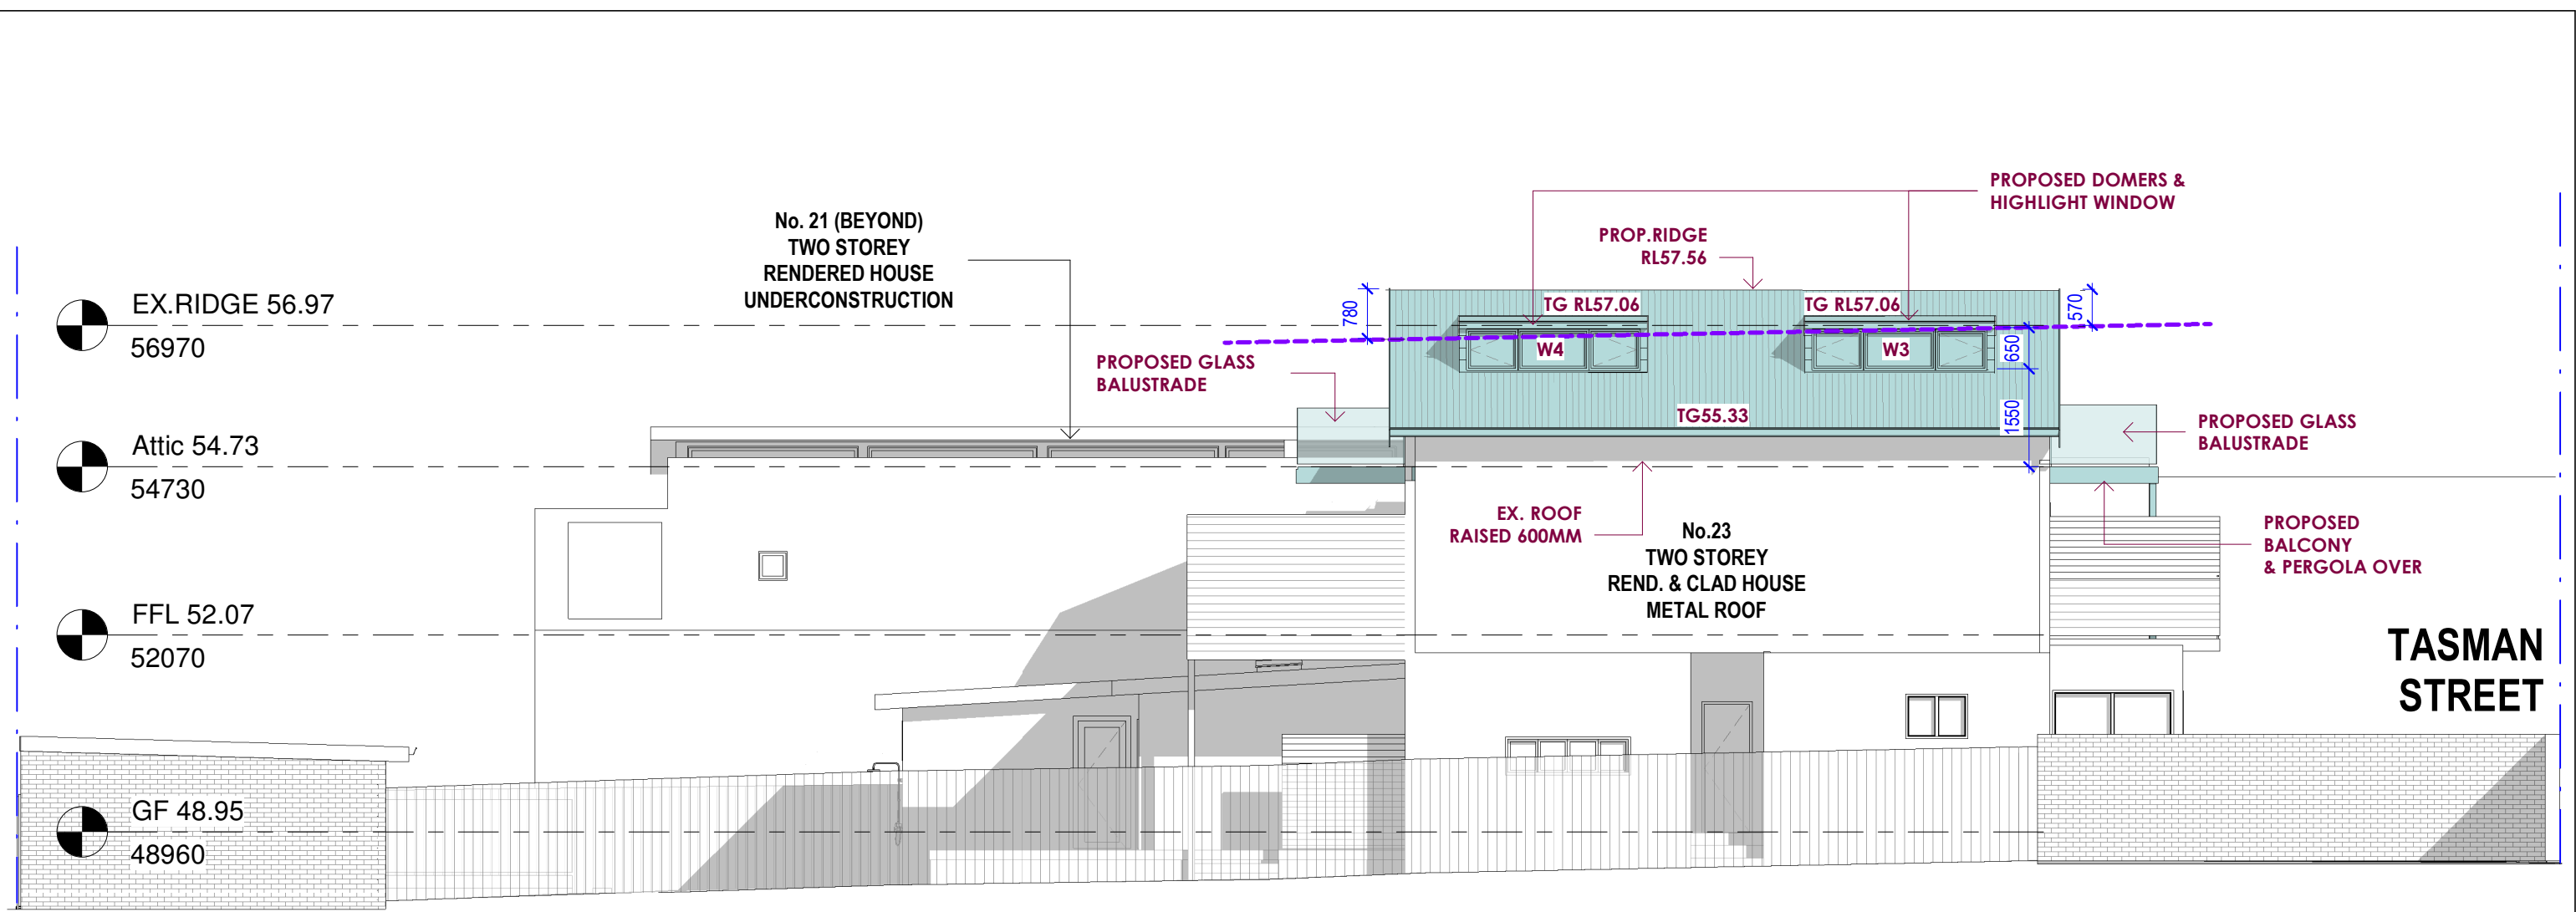 PROPOSED DOMERS &
HIGHLIGHT WINDOW
No. 21 (BEYOND)
TWO STOREY
RENDERED HOUSE
UNDERCONSTRUCTION
PROP.RIDGE
RL57.56
EX.RIDGE 56.97
56970
780
TG RL57.06
TG RL57.06
570
W4
W3
650
PROPOSED GLASS
BALUSTRADE
TG55.33
1550
PROPOSED GLASS
BALUSTRADE
Attic 54.73
54730
EX. ROOF
RAISED 600MM
No.23
TWO STOREY
REND. & CLAD HOUSE
METAL ROOF
PROPOSED
BALCONY
& PERGOLA OVER
FFL 52.07
52070
TASMAN
STREET
GF 48.95
48960